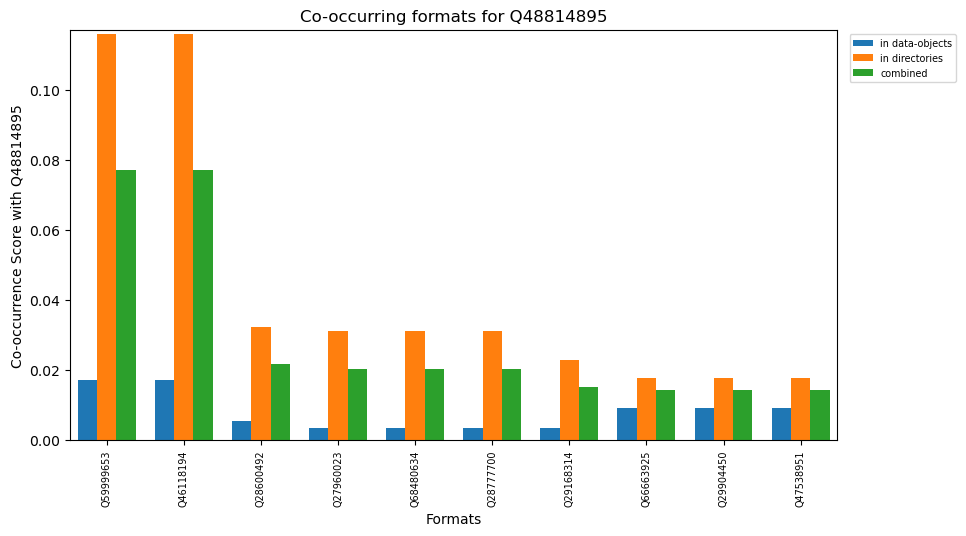 Co-occurring formats for Q48814895
in data-objects
in directories
combined
Co-occurrence Score with Q48814895
0.10
0.08
0.06
0.04
0.02
0.00
Q59999653
Q46118194
Q28600492
Q27960023
Q68480634
Q28777700
Q29168314
Q66663925
Q29904450
Q47538951
Formats